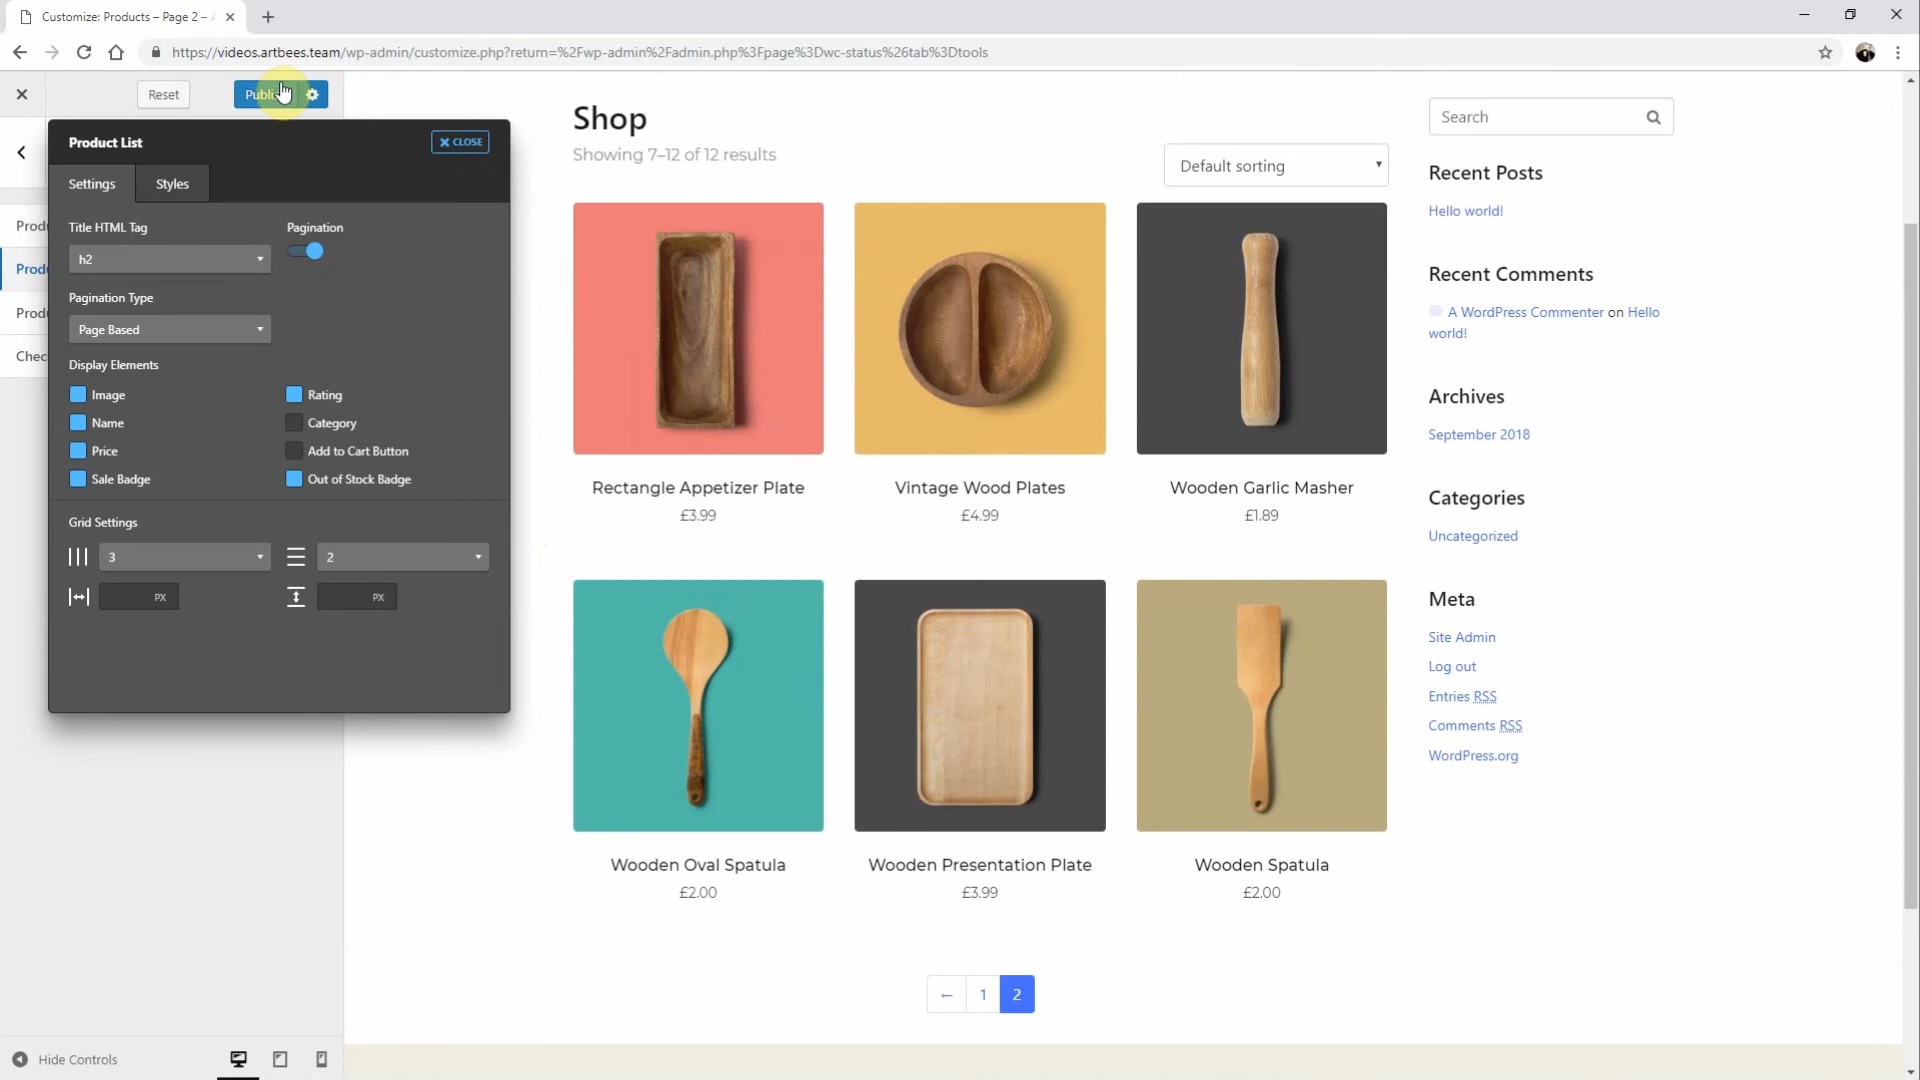 Customize: Products – Page 2 –
https://videos.artbees.team/wp-admin/customize.php?return=%2Fwp-admin%2Fadmin.php%3Fpage%3Dwc-status%26tab%3Dtools
Reset
Publi
Product List
CLOSE
Settings
Styles
Title HTML Tag
Pagination
h2
Pagination Type
Page Based
Display Elements
Image
Rating
Name
Category
Price
Add to Cart Button
Sale Badge
Out of Stock Badge
Grid Settings
3
2
PX
PX
Produ
Produ
Produ
Chec
Hide Controls
Shop
Showing 7–12 of 12 results
Default sorting
Rectangle Appetizer Plate
£3.99
Vintage Wood Plates
£4.99
Wooden Garlic Masher
£1.89
Wooden Oval Spatula
£2.00
Wooden Presentation Plate
£3.99
Wooden Spatula
£2.00
← 1 2
Search
Recent Posts
Hello world!
Recent Comments
A WordPress Commenter on Hello
world!
Archives
September 2018
Categories
Uncategorized
Meta
Site Admin
Log out
Entries RSS
Comments RSS
WordPress.org